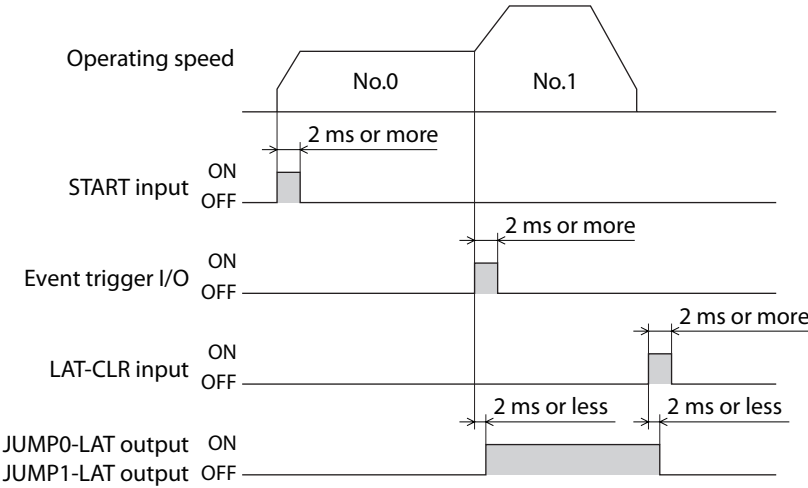 Operating speed
No.0 No.1
2 ms or more
START input ON
OFF
2 ms or more
Event trigger I/O ON
OFF
2 ms or more
LAT-CLR input ON
OFF
2 ms or less 2 ms or less
JUMP0-LAT output ON
JUMP1-LAT output OFF